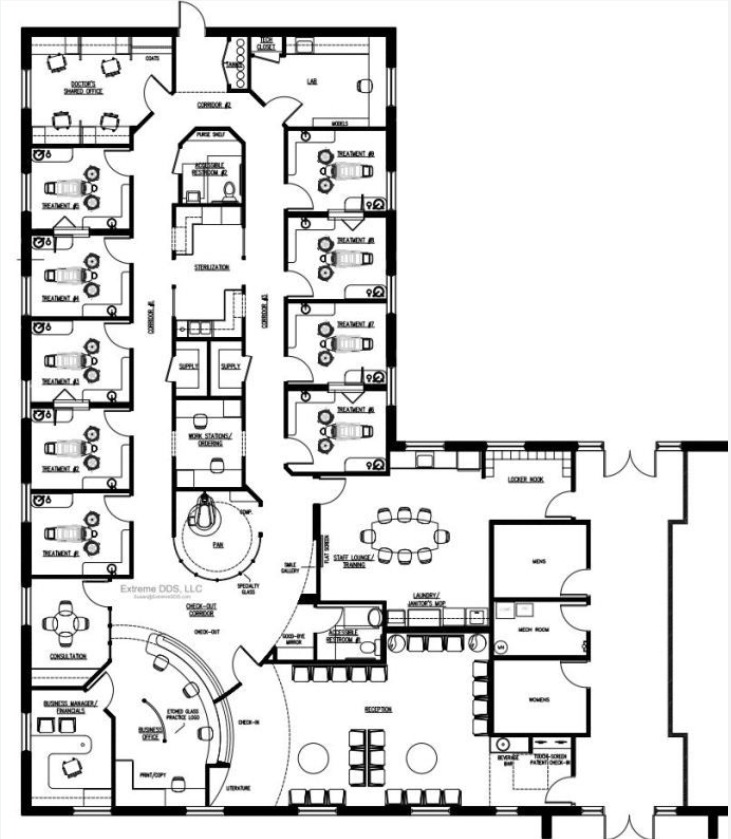 COATS
DOCTOR'S
SHARED OFFICE
TECH
CLOSET
TANKS
LAB
MODELS
CORRIDOR #2
PURSE SHELF
ACCESSIBLE
RESTROOM #2
TREATMENT #9
TREATMENT #5
TREATMENT #8
STERILIZATION
TREATMENT #4
CORRIDOR #1
CORRIDOR #3
TREATMENT #7
SUPPLY
SUPPLY
TREATMENT #3
TREATMENT #6
WORK STATIONS/
ORDERING
TREATMENT #2
LOCKER NOOK
COMP.
PAN
TREATMENT #1
FLAT SCREEN
STAFF LOUNGE/
TRAINING
MENS
SMILE
GALLERY
SPECIALTY
GLASS
Extreme DDS, LLC
CHECK-OUT
CORRIDOR
LAUNDRY/
JANITOR'S MOP
CHECK-OUT
GOOD-BYE
MIRROR
ACCESSIBLE
RESTROOM #1
MECH ROOM
CONSULTATION
WOMENS
BUSINESS MANAGER/
FINANCIALS
ETCHED GLASS
PRACTICE LOGO
RECEPTION
CHECK-IN
BUSINESS
OFFICE
BEVERAGE
BAR
TOUCH-SCREEN
PATIENT CHECK-IN
PRINT/COPY
LITERATURE